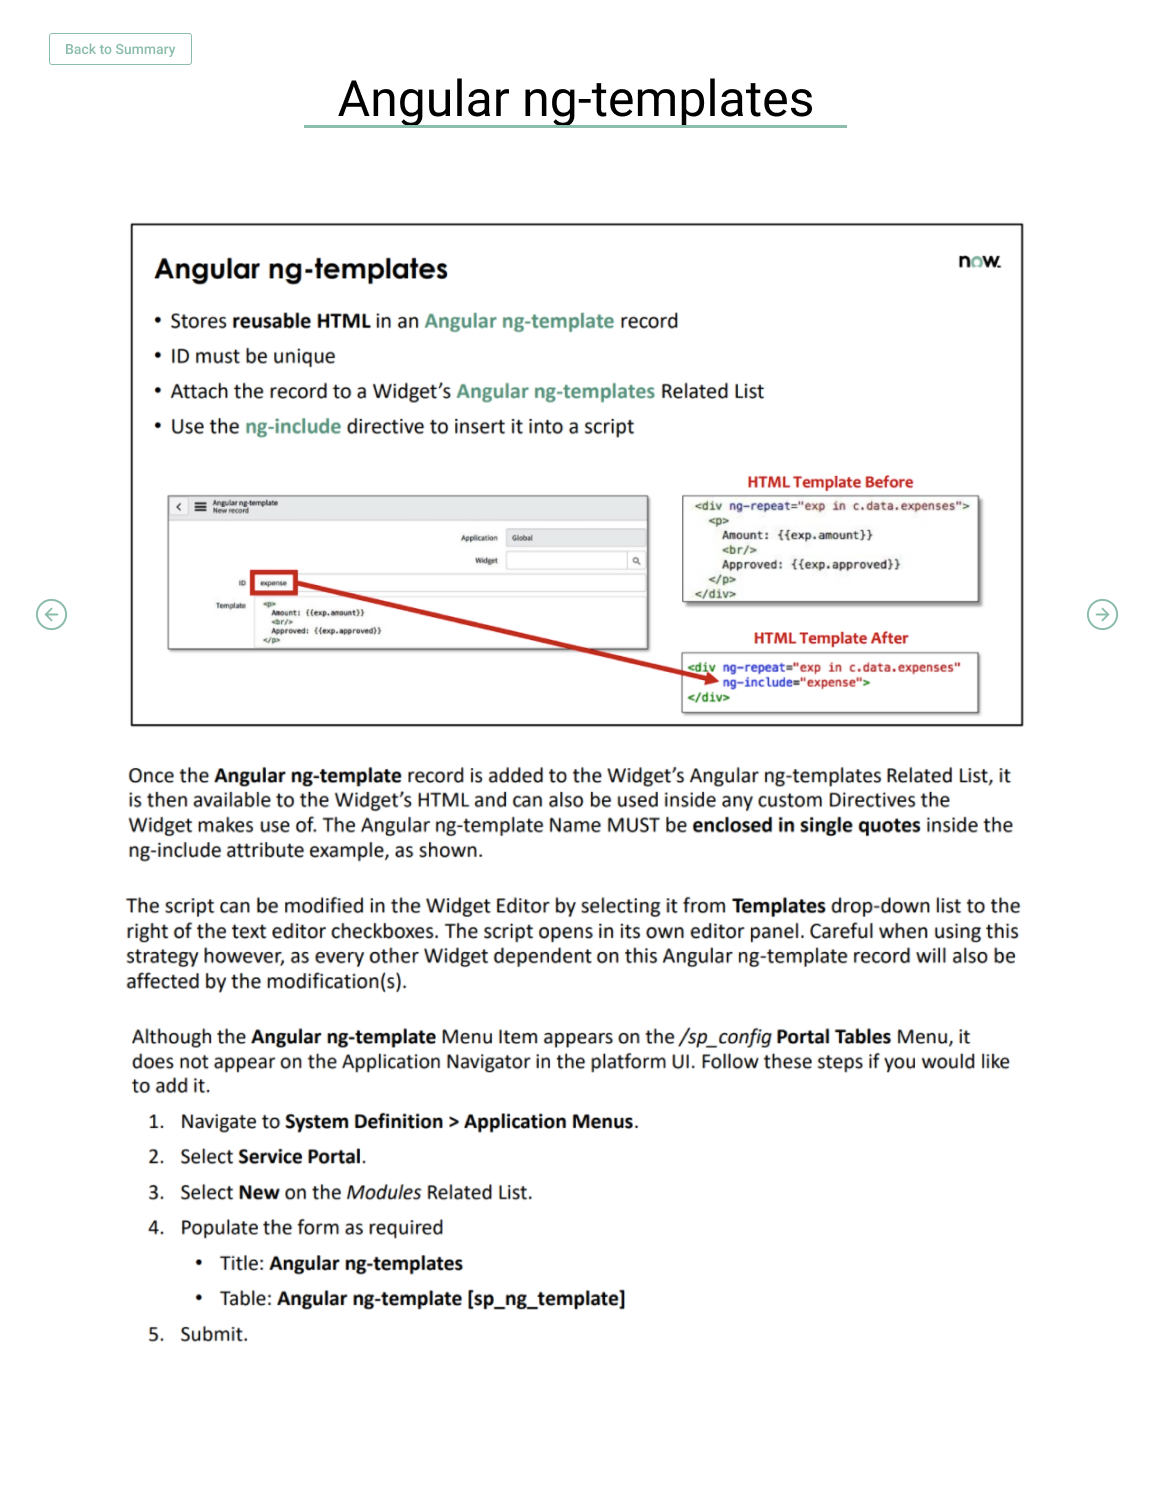 Back to Summary
Angular ng-templates
Angular ng-templates
now.
• Stores reusable HTML in an Angular ng-template record
• ID must be unique
• Attach the record to a Widget’s Angular ng-templates Related List
• Use the ng-include directive to insert it into a script
Angular ng-template
New record
Application Global
Widget
ID expense
Template <p>
Amount: {{exp.amount}}
<br/>
Approved: {{exp.approved}}
</p>
HTML Template Before
<div ng-repeat="exp in c.data.expenses">
<p>
Amount: {{exp.amount}}
<br/>
Approved: {{exp.approved}}
</p>
</div>
HTML Template After
<div ng-repeat="exp in c.data.expenses"
ng-include="expense">
</div>
Once the Angular ng-template record is added to the Widget’s Angular ng-templates Related List, it
is then available to the Widget’s HTML and can also be used inside any custom Directives the
Widget makes use of. The Angular ng-template Name MUST be enclosed in single quotes inside the
ng-include attribute example, as shown.
The script can be modified in the Widget Editor by selecting it from Templates drop-down list to the
right of the text editor checkboxes. The script opens in its own editor panel. Careful when using this
strategy however, as every other Widget dependent on this Angular ng-template record will also be
affected by the modification(s).
Although the Angular ng-template Menu Item appears on the /sp_config Portal Tables Menu, it
does not appear on the Application Navigator in the platform UI. Follow these steps if you would like
to add it.
1. Navigate to System Definition > Application Menus.
2. Select Service Portal.
3. Select New on the Modules Related List.
4. Populate the form as required
• Title: Angular ng-templates
• Table: Angular ng-template [sp_ng_template]
5. Submit.